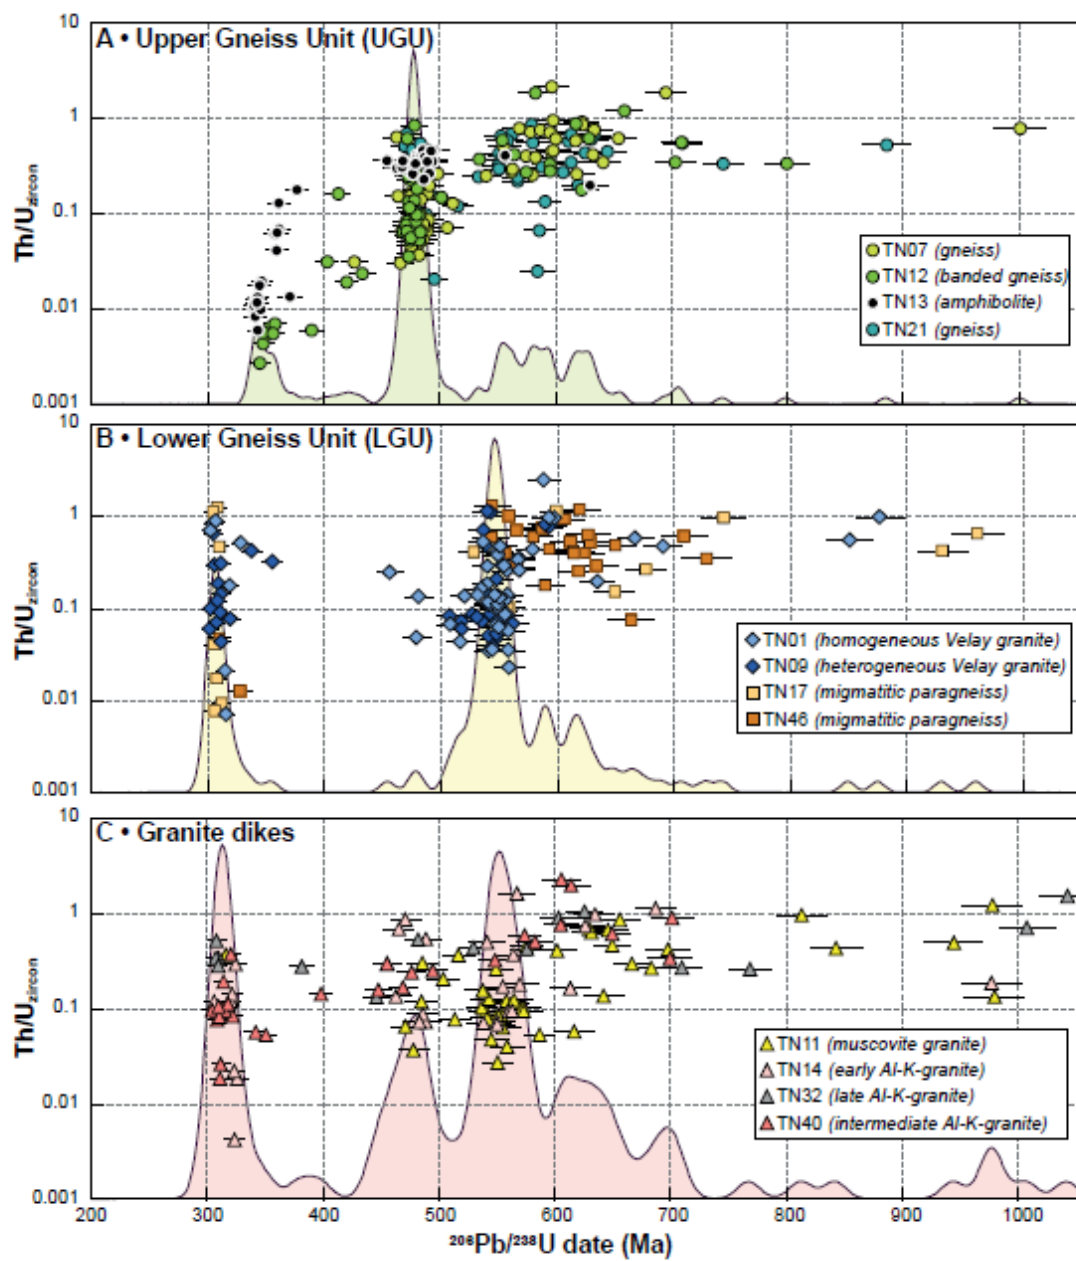 10
A • Upper Gneiss Unit (UGU)
1
0.1
Th/Uzircon
0.01
0.001
TN07 (gneiss)
TN12 (banded gneiss)
TN13 (amphibolite)
TN21 (gneiss)
10
B • Lower Gneiss Unit (LGU)
1
0.1
Th/Uzircon
0.01
0.001
TN01 (homogeneous Velay granite)
TN09 (heterogeneous Velay granite)
TN17 (migmatitic paragneiss)
TN46 (migmatitic paragneiss)
10
C • Granite dikes
1
0.1
Th/Uzircon
0.01
0.001
TN11 (muscovite granite)
TN14 (early Al-K-granite)
TN32 (late Al-K-granite)
TN40 (intermediate Al-K-granite)
200 300 400 500 600 700 800 900 1000
²⁰⁶Pb/²³⁸U date (Ma)